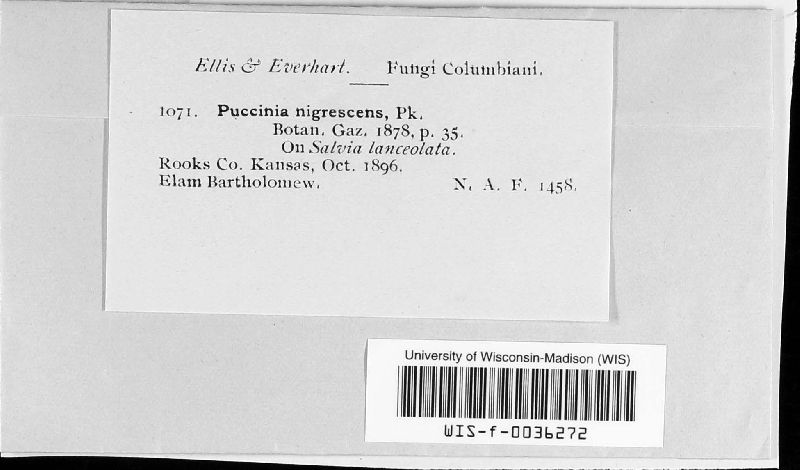 Ellis & Everhart. Fungi Columbiani.
1071. Puccinia nigrescens, Pk.
Botan. Gaz. 1878, p. 35.
On Salvia lanceolata.
Rooks Co. Kansas, Oct. 1896.
Elam Bartholomew. N. A. F. 1458.
University of Wisconsin-Madison (WIS)
WIS-f-0036272